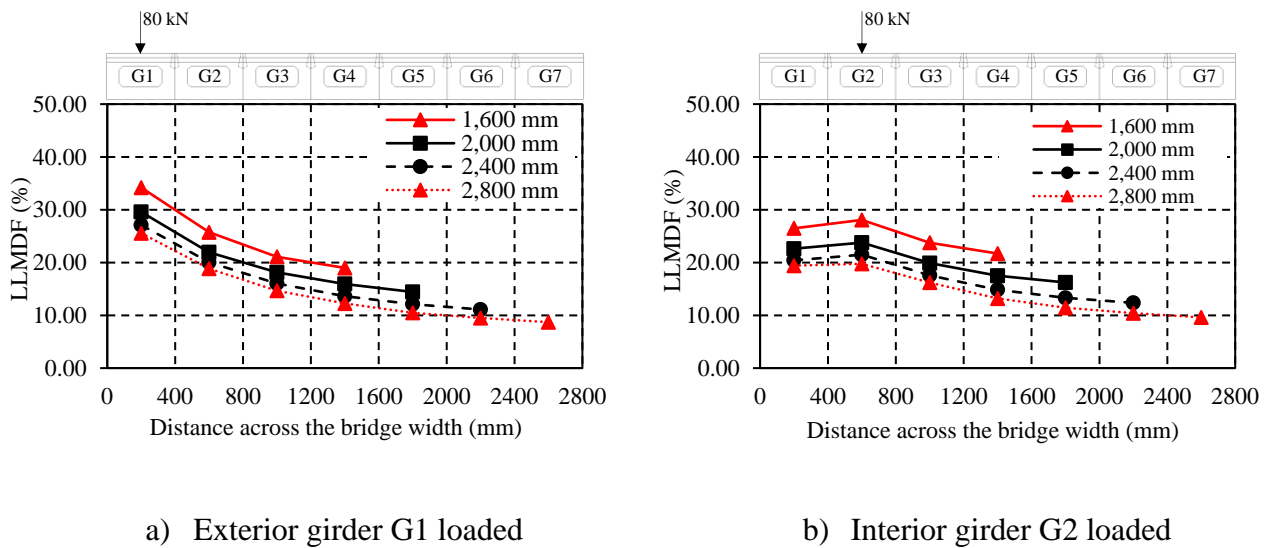 80 kN
G1 G2 G3 G4 G5 G6 G7
50.00
40.00
30.00
20.00
10.00
0.00
LLMDF (%)
1,600 mm
2,000 mm
2,400 mm
2,800 mm
0 400 800 1200 1600 2000 2400 2800
Distance across the bridge width (mm)
a) Exterior girder G1 loaded
80 kN
G1 G2 G3 G4 G5 G6 G7
50.00
40.00
30.00
20.00
10.00
0.00
LLMDF (%)
1,600 mm
2,000 mm
2,400 mm
2,800 mm
0 400 800 1200 1600 2000 2400 2800
Distance across the bridge width (mm)
b) Interior girder G2 loaded